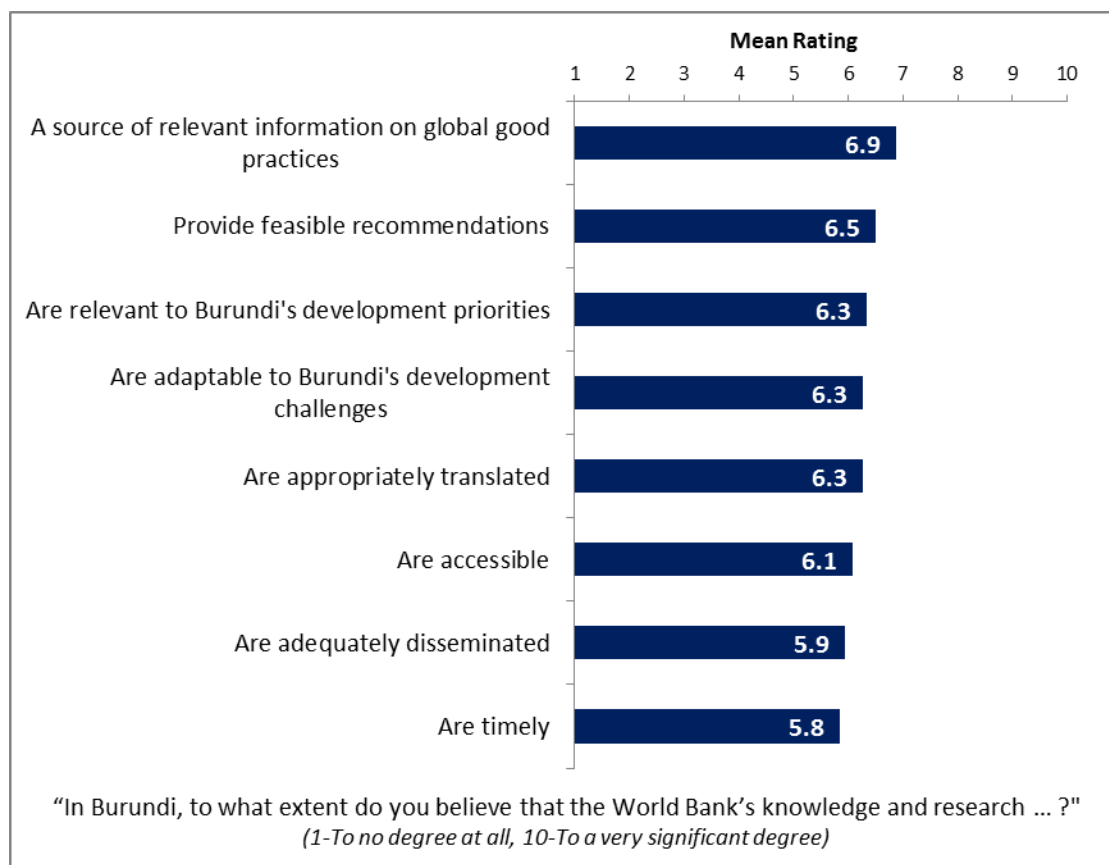 Mean Rating
1 2 3 4 5 6 7 8 9 10
A source of relevant information on global good
practices
6.9
Provide feasible recommendations
6.5
Are relevant to Burundi's development priorities
6.3
Are adaptable to Burundi's development
challenges
6.3
Are appropriately translated
6.3
Are accessible
6.1
Are adequately disseminated
5.9
Are timely
5.8
“In Burundi, to what extent do you believe that the World Bank’s knowledge and research ... ?"
(1-To no degree at all, 10-To a very significant degree)